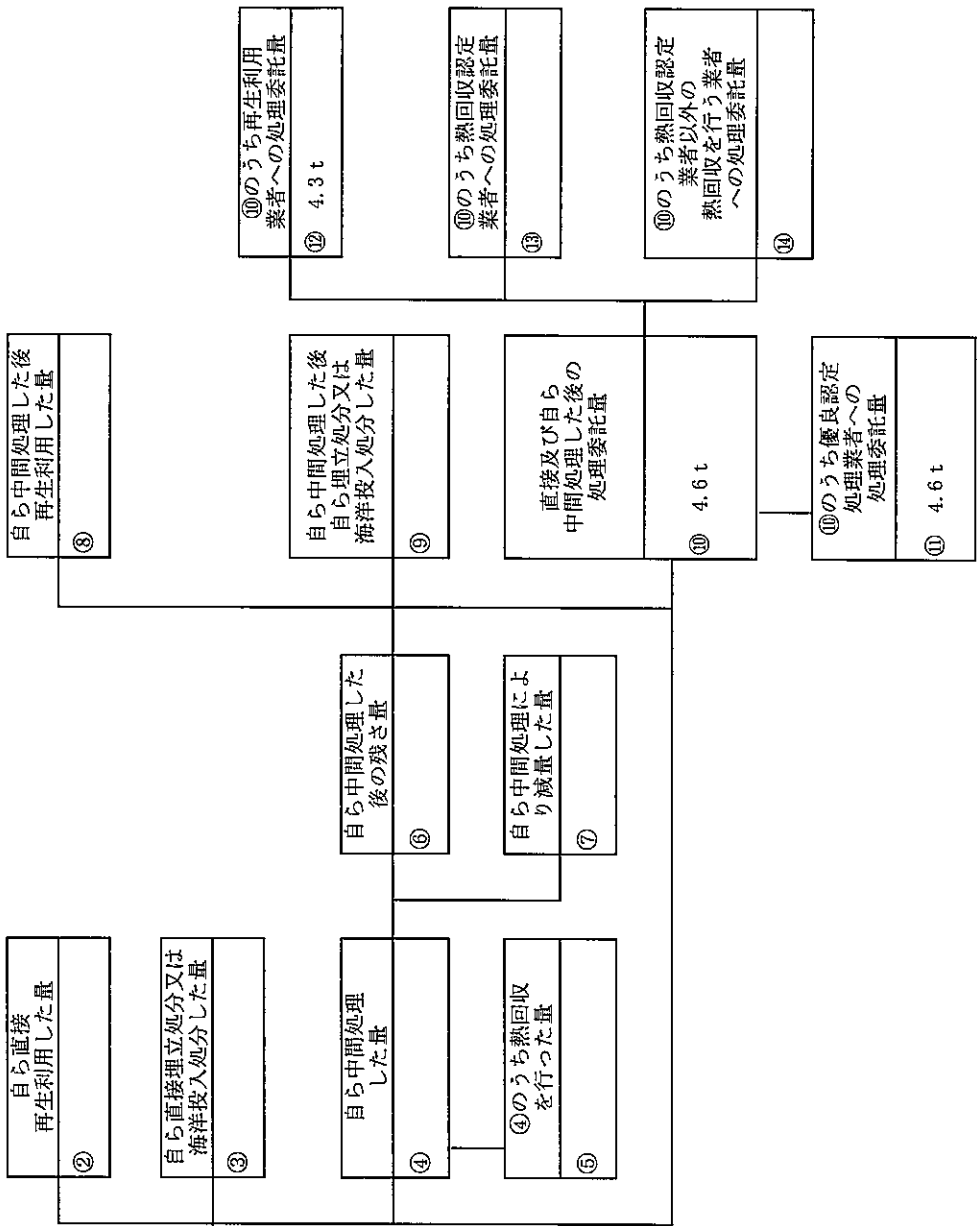 自ら直接
再生利用した量
②
自ら直接埋立処分又は
海洋投入処分した量
③
自ら中間処理
した量
④
④のうち熱回収
を行った量
⑤
自ら中間処理した
後の残さ量
⑥
自ら中間処理によ
り減量した量
⑦
自ら中間処理した後
再生利用した量
⑧
自ら中間処理した後
自ら埋立処分又は
海洋投入処分した量
⑨
直接及び自ら
中間処理した後の
処理委託量
⑩ 4.6 t
⑩のうち優良認定
処理業者への
処理委託量
⑪ 4.6 t
⑩のうち再生利用
業者への処理委託量
⑫ 4.3 t
⑩のうち熱回収認定
業者への処理委託量
⑬
⑩のうち熱回収認定
業者以外の
熱回収を行う業者
への処理委託量
⑭